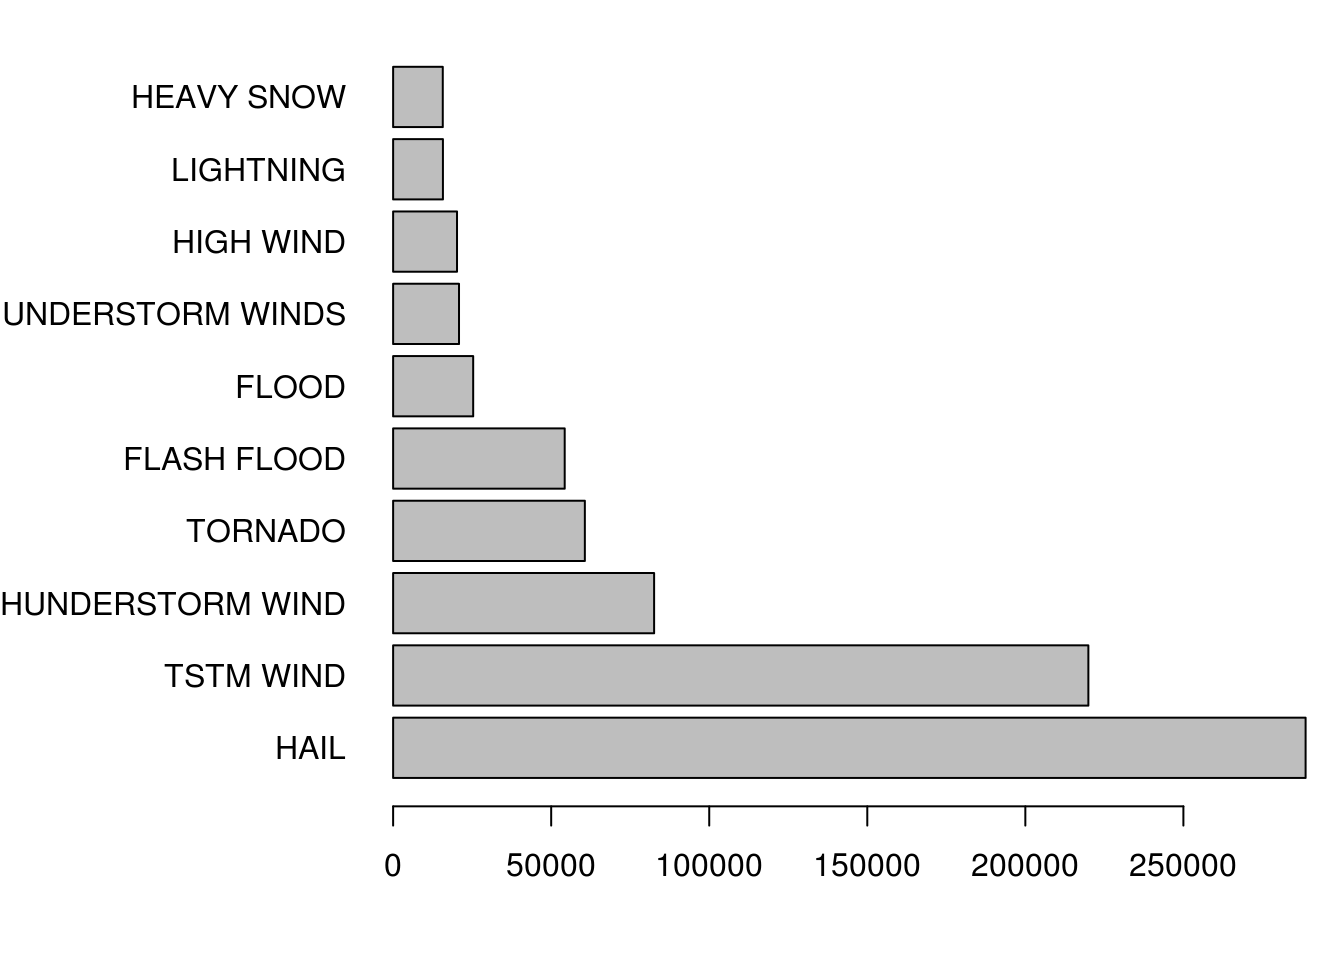 HEAVY SNOW
LIGHTNING
HIGH WIND
UNDERSTORM WINDS
FLOOD
FLASH FLOOD
TORNADO
HUNDERSTORM WIND
TSTM WIND
HAIL
0 50000 100000 150000 200000 250000